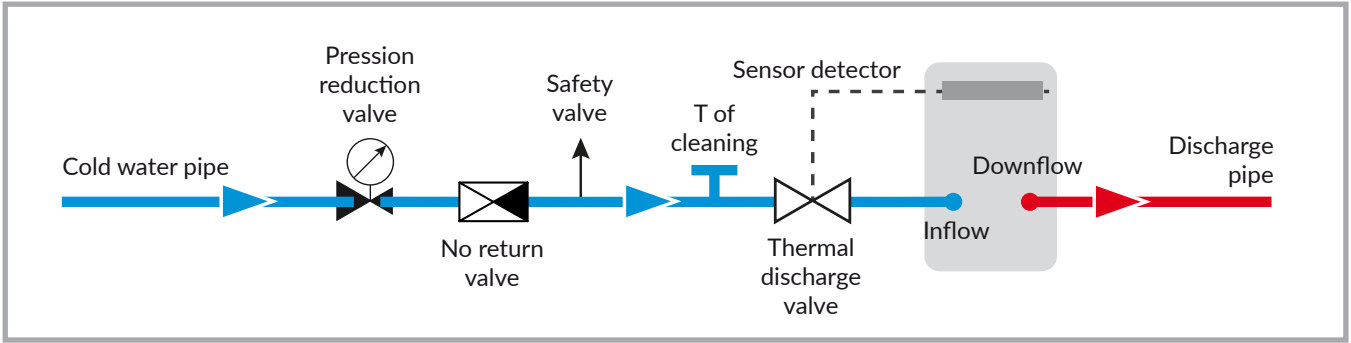 Pression
reduction
valve
Safety
valve
Sensor detector
T of
cleaning
Cold water pipe
Discharge
pipe
Downflow
Inflow
No return
valve
Thermal
discharge
valve